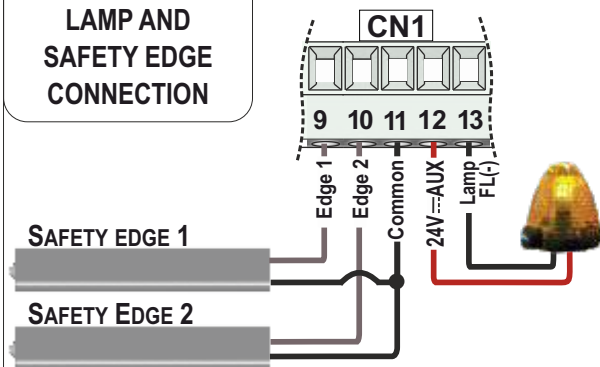 LAMP AND
SAFETY EDGE
CONNECTION
CN1
9 10 11 12 13
Edge 1
Edge 2
Common
24V⎓AUX
Lamp
FL(-)
SAFETY EDGE 1
SAFETY EDGE 2